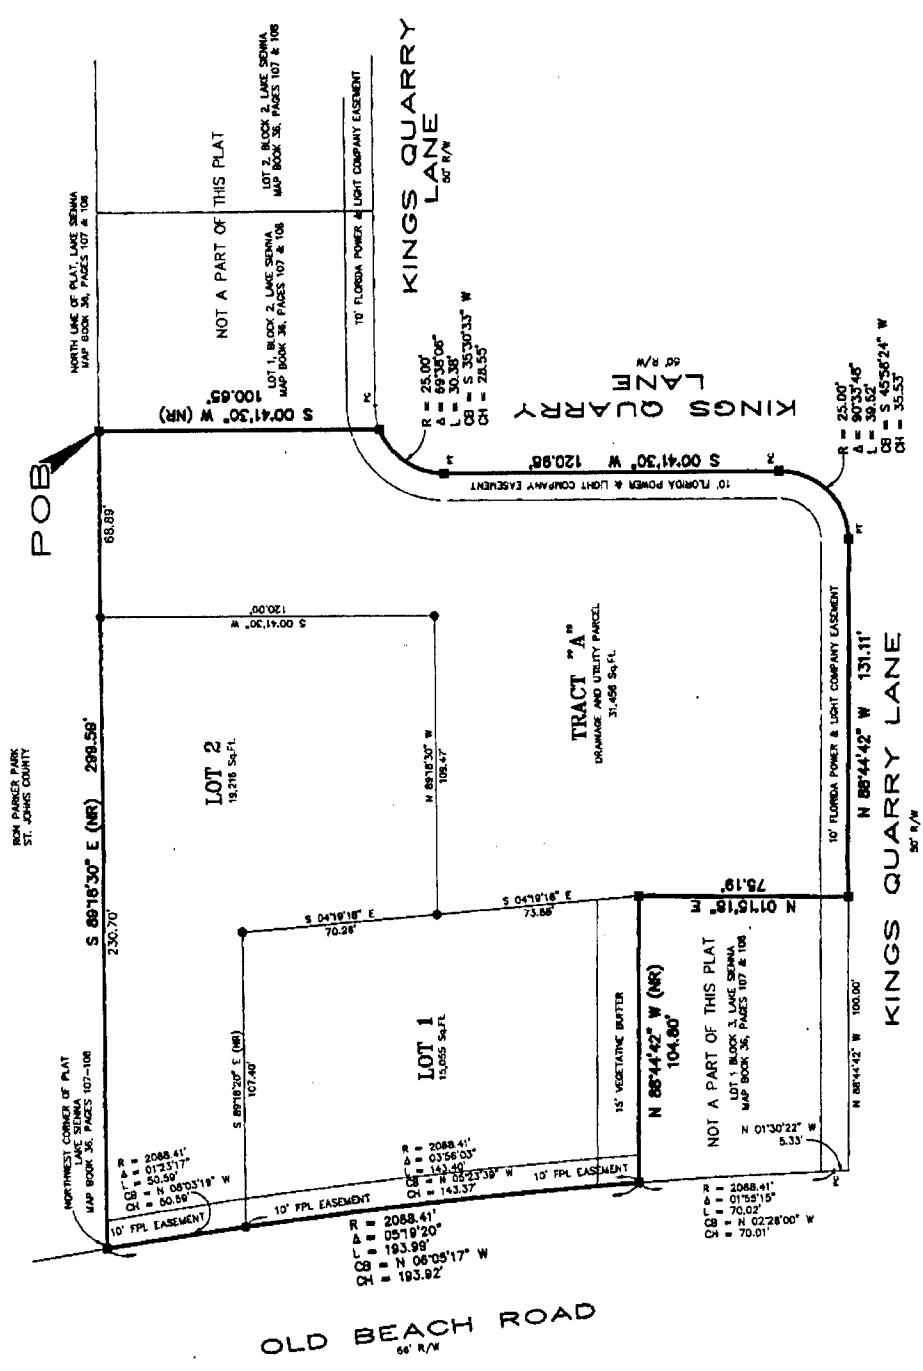 NORTH LINE OF PLAT, LAKE SIENNA
MAP BOOK 36, PAGES 107 & 108
NOT A PART OF THIS PLAT
LOT 2, BLOCK 2, LAKE SIENNA
MAP BOOK 36, PAGES 107 & 108
LOT 1, BLOCK 2, LAKE SIENNA
MAP BOOK 36, PAGES 107 & 108
10' FLORIDA POWER & LIGHT COMPANY EASEMENT
KINGS QUARRY
LANE
50' R/W
POB
S 00°41'30" W (NR)
100.65'
PC
R = 25.00'
Δ = 69°38'06"
L = 30.38'
CB = S 35°30'33" W
CH = 28.55'
KINGS QUARRY
LANE
60' R/W
S 00°41'30" W 120.98'
10' FLORIDA POWER & LIGHT COMPANY EASEMENT
R = 25.00'
Δ = 90°33'48"
L = 39.52'
CB = S 45°58'24" W
CH = 35.53'
PT
RON PARKER PARK
ST. JOHNS COUNTY
S 89°18'30" E (NR) 299.59'
68.89'
230.70'
S 00°41'30" W
120.00'
LOT 2
19,216 Sq.Ft.
N 89°18'30" W
109.47'
TRACT "A"
DRAINAGE AND UTILITY PARCEL
31,456 Sq.Ft.
10' FLORIDA POWER & LIGHT COMPANY EASEMENT
N 88°44'42" W 131.11'
KINGS QUARRY LANE
50' R/W
S 04°19'18" E
70.28'
S 04°19'18" E
73.88'
N 01°15'18" E
75.19'
NORTHWEST CORNER OF PLAT
LAKE SIENNA
MAP BOOK 36, PAGES 107-108
S 89°18'20" E (NR)
107.40'
LOT 1
15,055 Sq.Ft.
15' VEGETATIVE BUFFER
N 88°44'42" W (NR)
104.80'
NOT A PART OF THIS PLAT
LOT 1 BLOCK 3, LAKE SIENNA
MAP BOOK 36, PAGES 107 & 108
N 88°44'42" W 100.00'
N 01°30'22" W
5.33'
PC
R = 2088.41'
Δ = 01°23'17"
L = 50.59'
CB = N 08°03'19" W
CH = 50.59'
10' FPL EASEMENT
R = 2088.41'
Δ = 03°56'03"
L = 143.40'
CB = N 05°23'39" W
CH = 143.37'
10' FPL EASEMENT
10' FPL EASEMENT
R = 2088.41'
Δ = 05°19'20"
L = 193.99'
CB = N 06°05'17" W
CH = 193.92'
R = 2088.41'
Δ = 01°55'15"
L = 70.02'
CB = N 02°28'00" W
CH = 70.01'
OLD BEACH ROAD
66' R/W